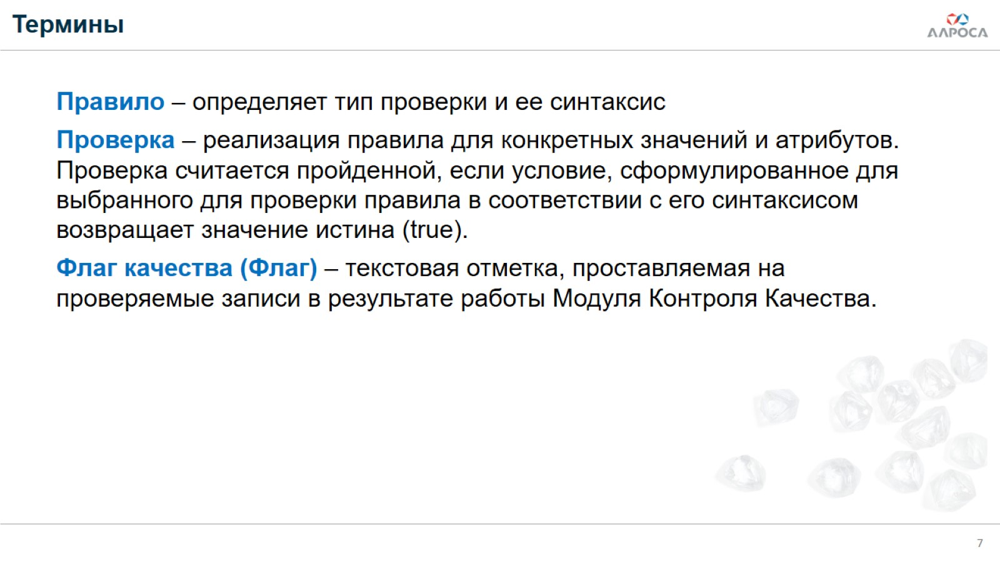 Термины
АЛРОСА
Правило – определяет тип проверки и ее синтаксис
Проверка – реализация правила для конкретных значений и атрибутов.
Проверка считается пройденной, если условие, сформулированное для
выбранного для проверки правила в соответствии с его синтаксисом
возвращает значение истина (true).
Флаг качества (Флаг) – текстовая отметка, проставляемая на
проверяемые записи в результате работы Модуля Контроля Качества.
7